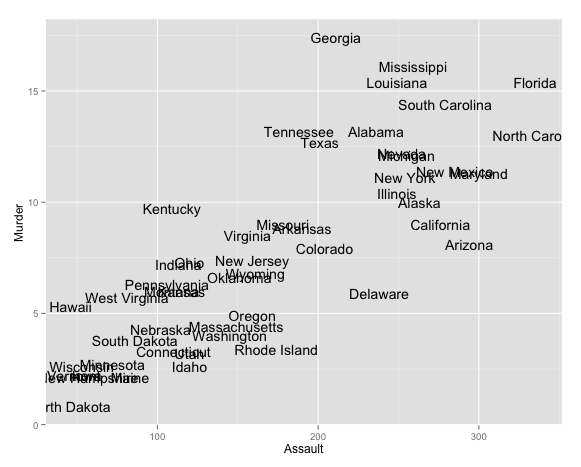 Georgia
Mississippi
Louisiana
Florida
15
South Carolina
Tennessee
Alabama
North Caro
Texas
Nevada
Michigan
New Mexico
Maryland
New York
Illinois
10
Alaska
Kentucky
Missouri
Arkansas
California
Virginia
Arizona
Colorado
Indiana
Ohio
New Jersey
Wyoming
Oklahoma
Pennsylvania
Montana
Kansas
Delaware
West Virginia
Hawaii
5
Oregon
Nebraska
Massachusetts
Washington
South Dakota
Connecticut
Utah
Rhode Island
Wisconsin
Minnesota
Idaho
Vermont
Iowa
ew Hampshire
Maine
rth Dakota
0
100
200
300
Assault
Murder